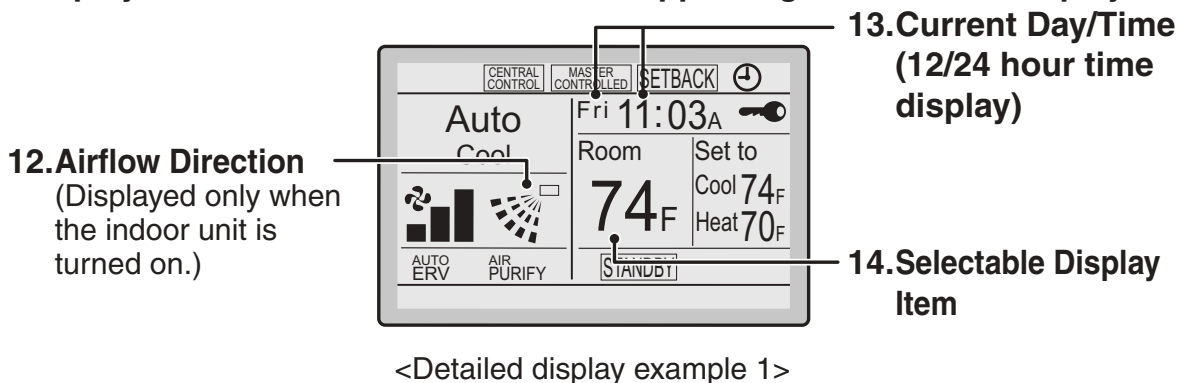 13.Current Day/Time
(12/24 hour time
display)
CENTRAL CONTROL
MASTER CONTROLLED
SETBACK
Auto
Cool
Fri 11:03A
Room
74F
Set to
Cool 74F
Heat 70F
AUTO ERV
AIR PURIFY
STANDBY
12.Airflow Direction
(Displayed only when
the indoor unit is
turned on.)
14.Selectable Display
Item
<Detailed display example 1>